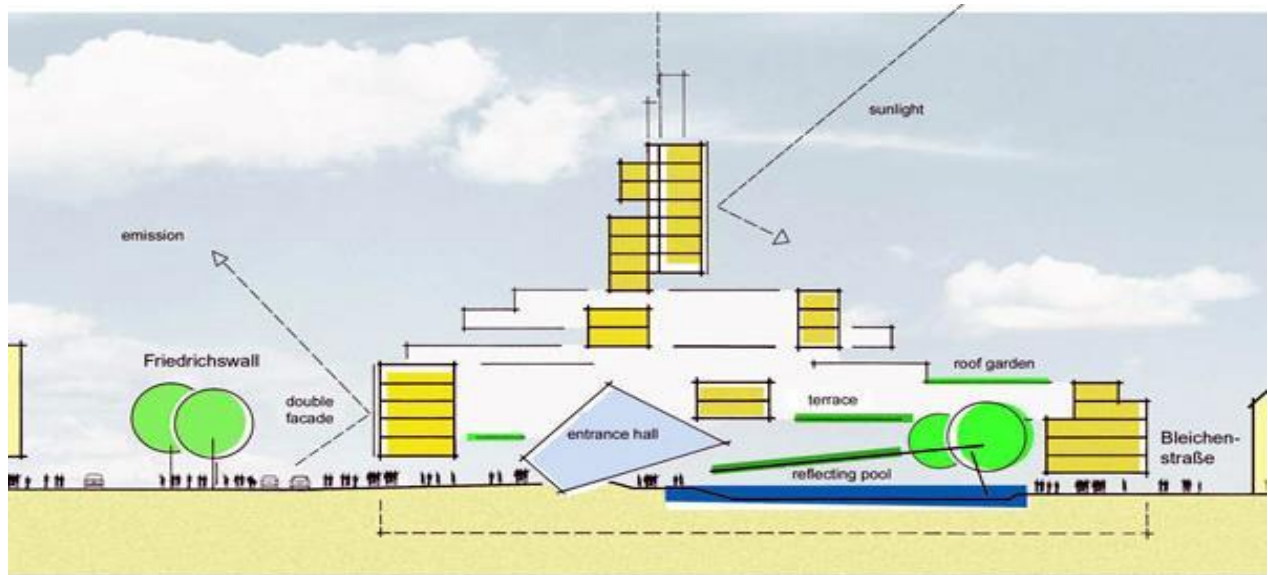 sunlight
emission
Friedrichswall
roof garden
double
facade
terrace
entrance hall
Bleichen-
straße
reflecting pool